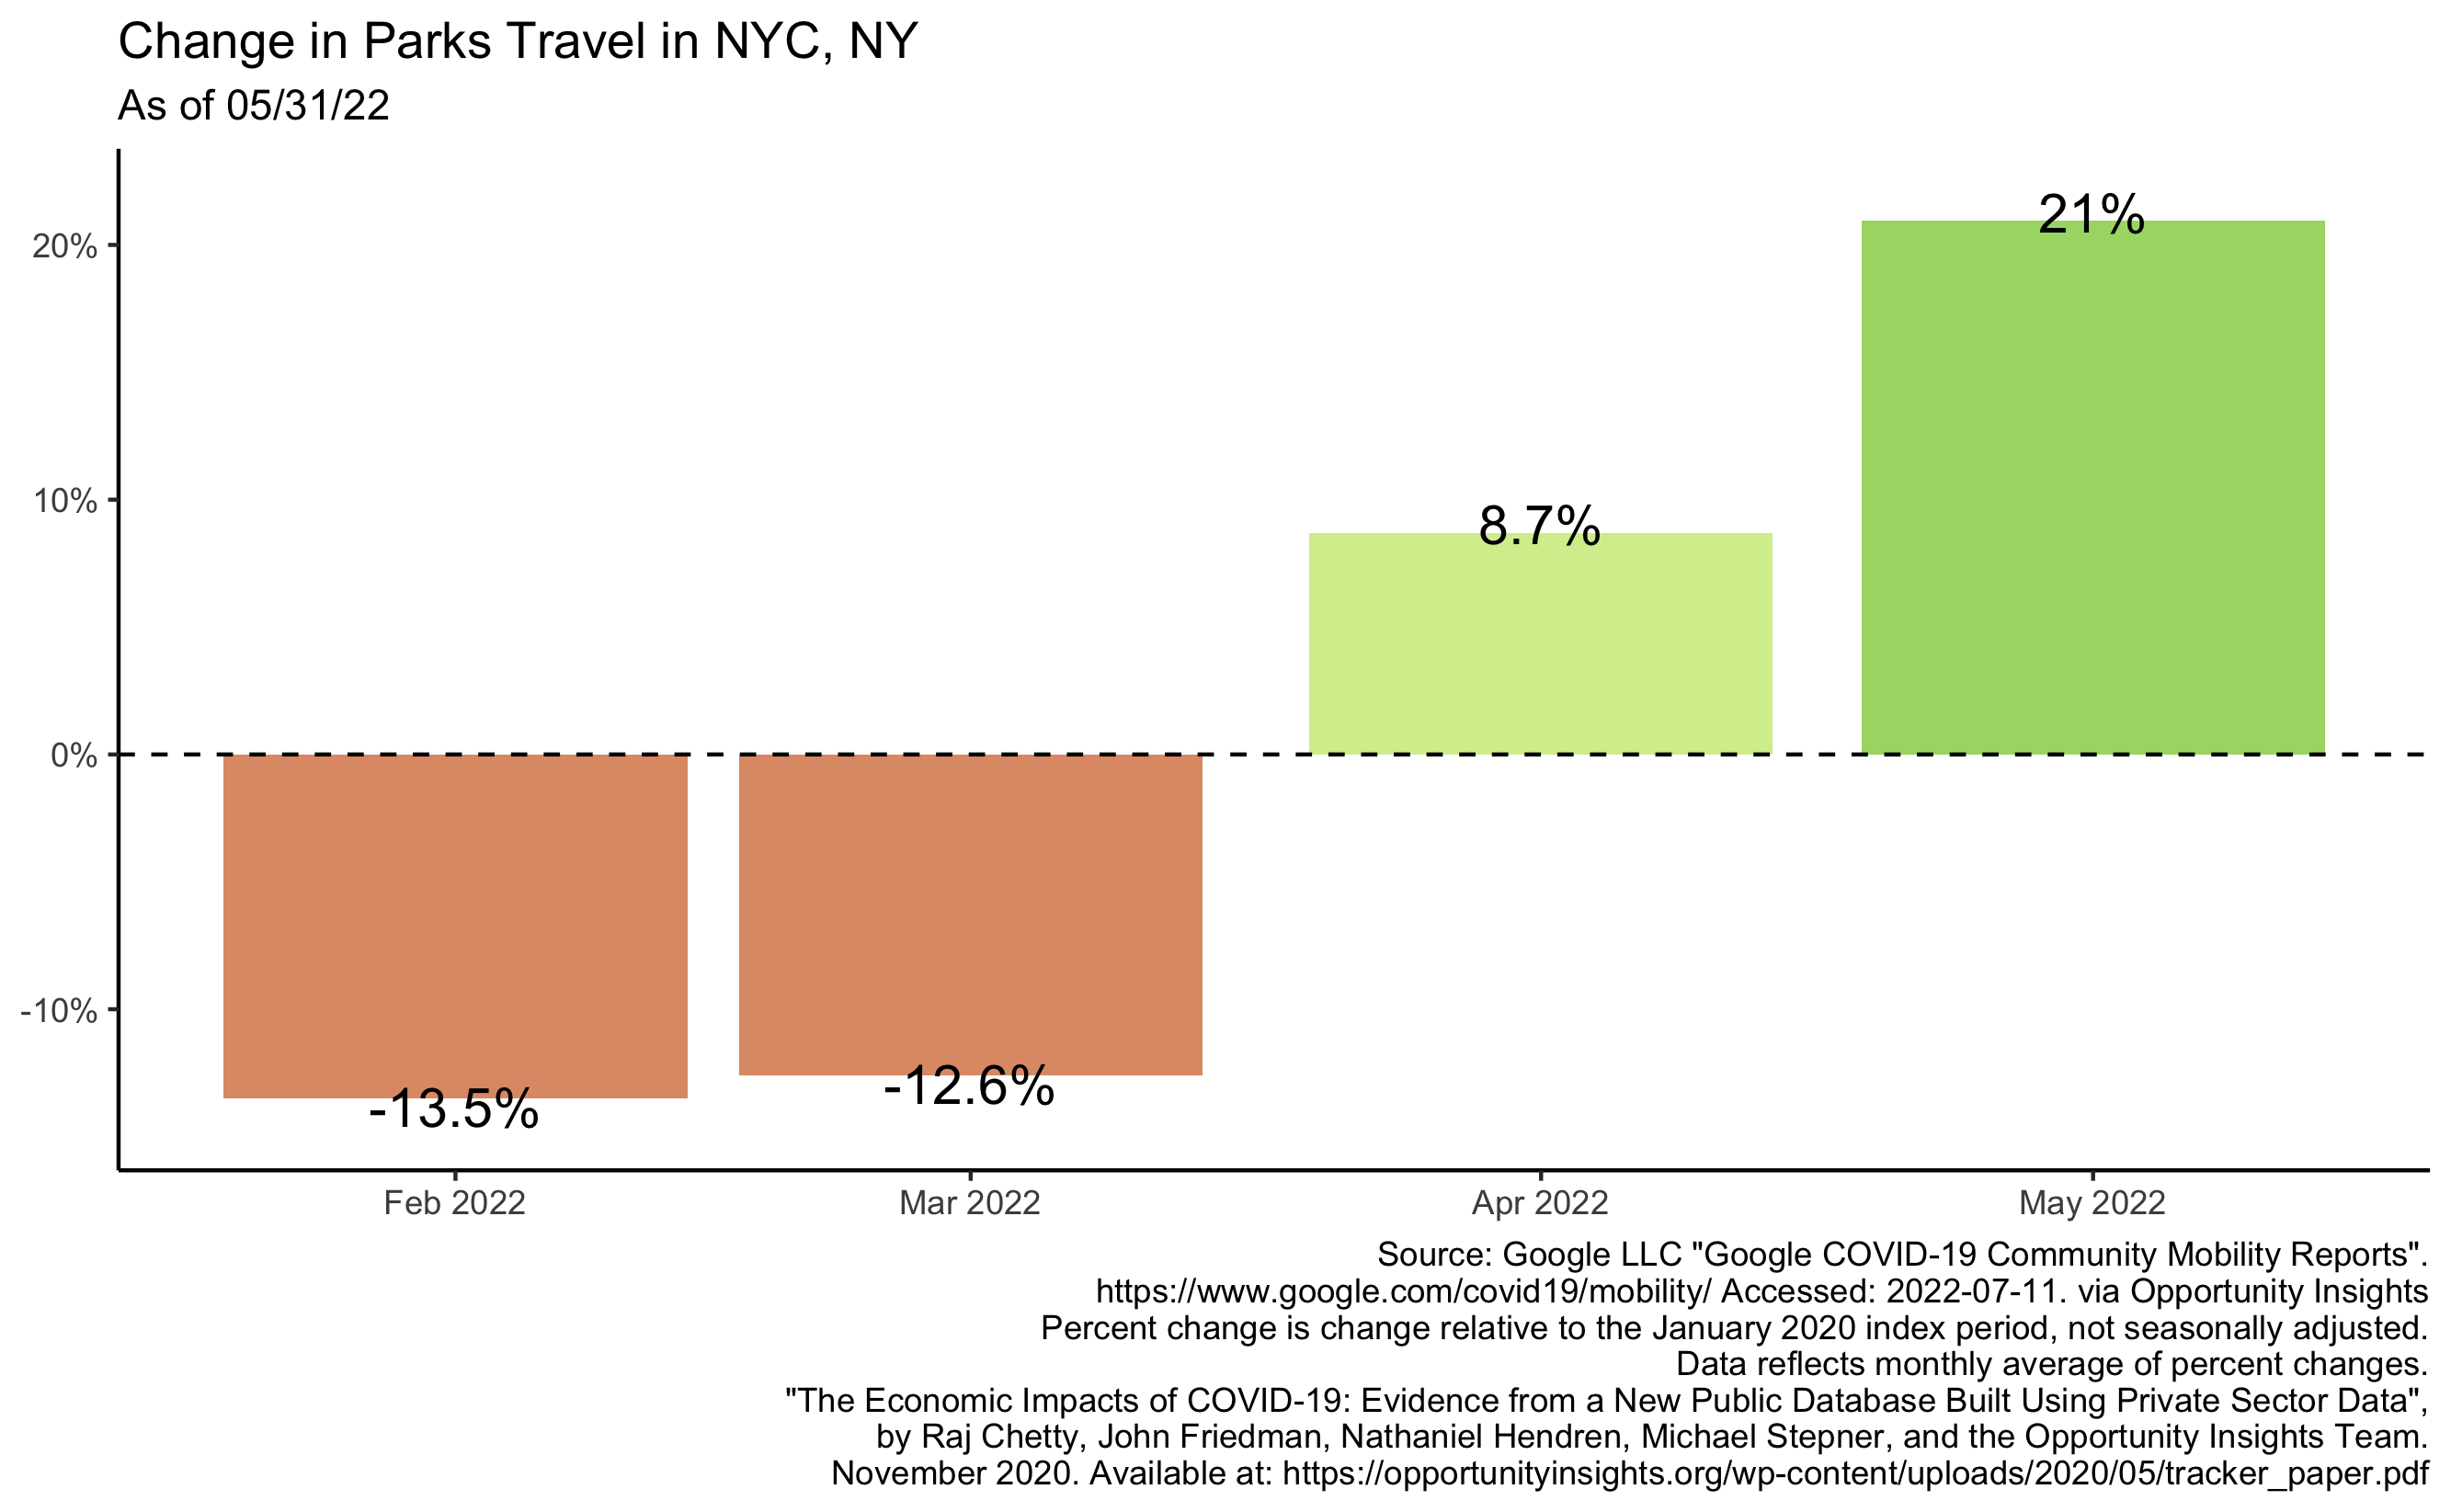 Change in Parks Travel in NYC, NY
As of 05/31/22
20%
10%
0%
-10%
-13.5%
-12.6%
8.7%
21%
Feb 2022
Mar 2022
Apr 2022
May 2022
Source: Google LLC "Google COVID-19 Community Mobility Reports".
https://www.google.com/covid19/mobility/ Accessed: 2022-07-11. via Opportunity Insights
Percent change is change relative to the January 2020 index period, not seasonally adjusted.
Data reflects monthly average of percent changes.
"The Economic Impacts of COVID-19: Evidence from a New Public Database Built Using Private Sector Data",
by Raj Chetty, John Friedman, Nathaniel Hendren, Michael Stepner, and the Opportunity Insights Team.
November 2020. Available at: https://opportunityinsights.org/wp-content/uploads/2020/05/tracker_paper.pdf